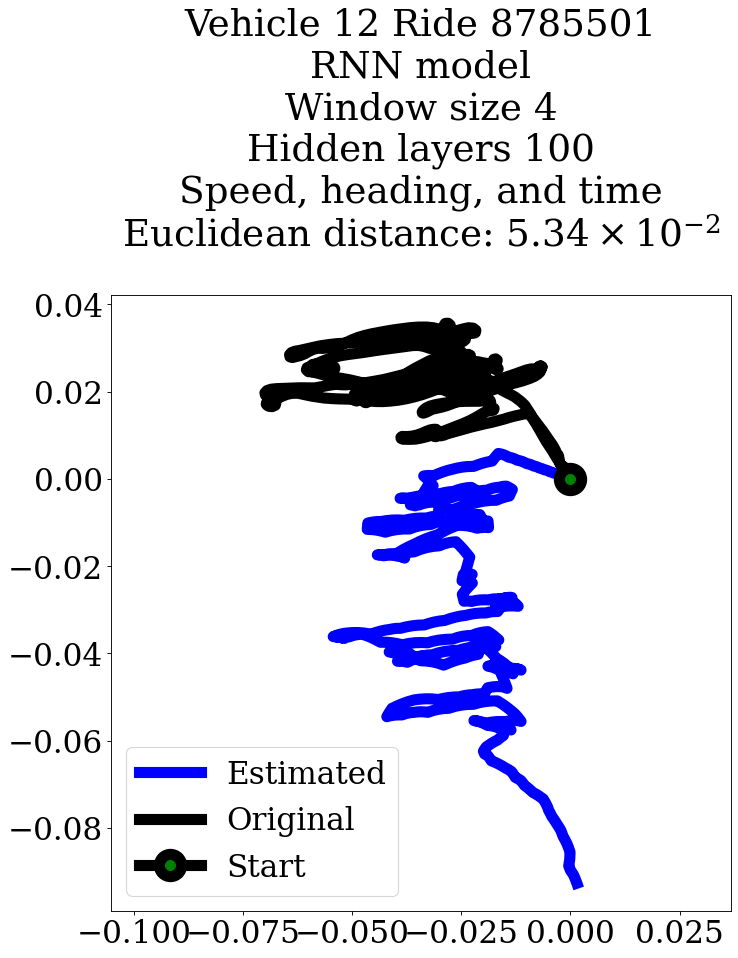 Vehicle 12 Ride 8785501
RNN model
Window size 4
Hidden layers 100
Speed, heading, and time
Euclidean distance: 5.34 × 10⁻²
0.04
0.02
0.00
−0.02
−0.04
−0.06
−0.08
Estimated
Original
Start
−0.100 −0.075 −0.050 −0.025 0.000 0.025